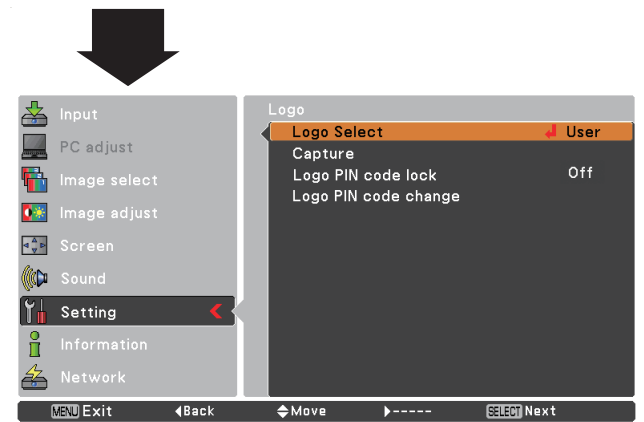 Input
PC adjust
Image select
Image adjust
Screen
Sound
Setting
Information
Network
Logo
Logo Select User
Capture
Logo PIN code lock Off
Logo PIN code change
MENU Exit Back Move ----- SELECT Next